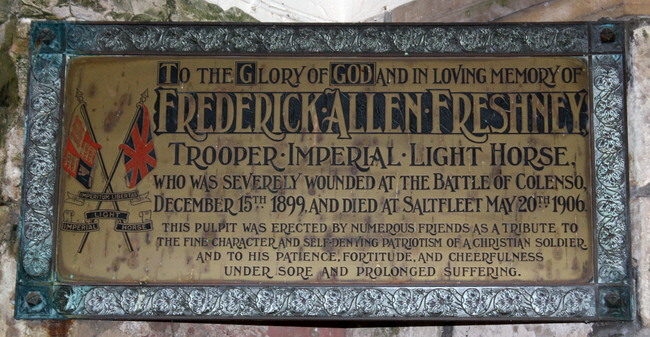 TO THE GLORY OF GOD AND IN LOVING MEMORY OF
FREDERICK·ALLEN·FRESHNEY,
TROOPER·IMPERIAL·LIGHT HORSE,
WHO WAS SEVERELY WOUNDED AT THE BATTLE OF COLENSO,
DECEMBER 15TH 1899, AND DIED AT SALTFLEET MAY 20TH 1906.
THIS PULPIT WAS ERECTED BY NUMEROUS FRIENDS AS A TRIBUTE TO
THE FINE CHARACTER AND SELF-DENYING PATRIOTISM OF A CHRISTIAN SOLDIER
AND TO HIS PATIENCE, FORTITUDE, AND CHEERFULNESS
UNDER SORE AND PROLONGED SUFFERING.
IMPERIUM LIBERTAS
LIGHT
IMPERIAL HORSE